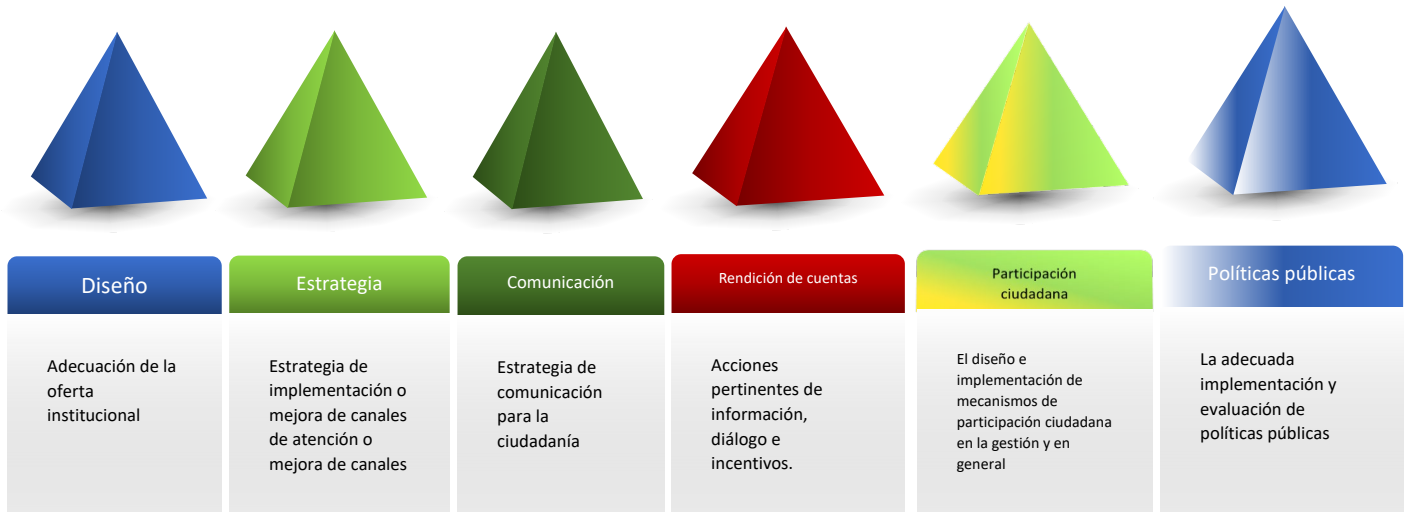 Diseño
Adecuación de la
oferta
institucional
Estrategia
Estrategia de
implementación o
mejora de canales
de atención o
mejora de canales
Comunicación
Estrategia de
comunicación
para la
ciudadanía
Rendición de cuentas
Acciones
pertinentes de
información,
diálogo e
incentivos.
Participación
ciudadana
El diseño e
implementación de
mecanismos de
participación ciudadana
en la gestión y en
general
Políticas públicas
La adecuada
implementación y
evaluación de
políticas públicas